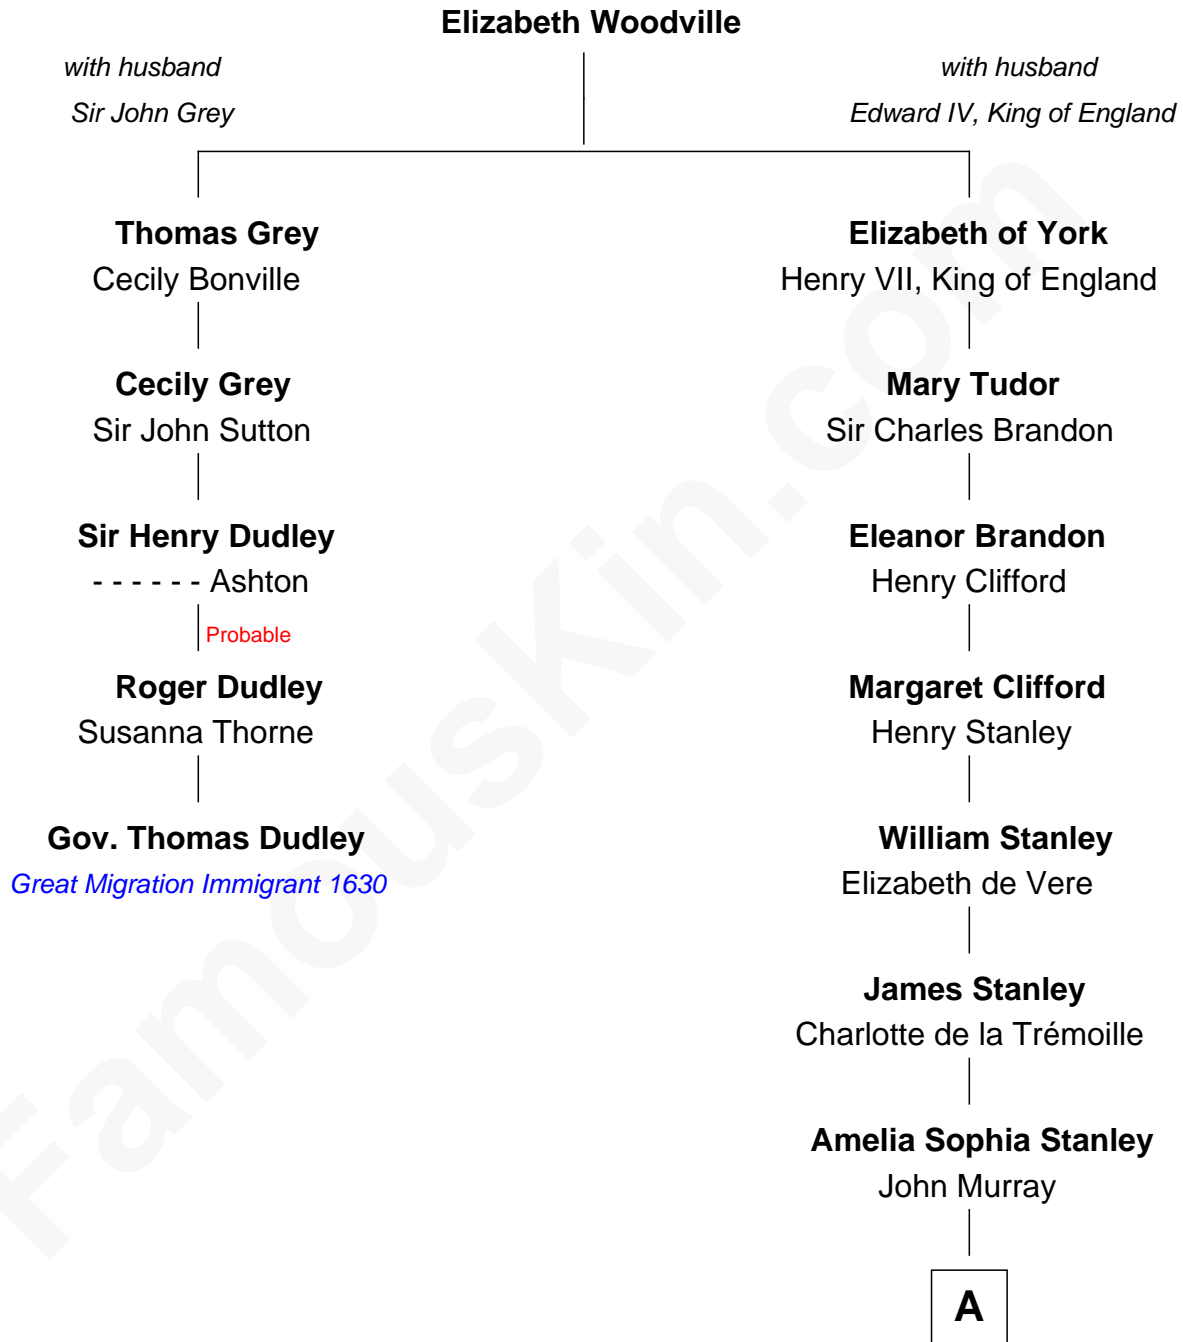 Elizabeth Woodville
with husband
Sir John Grey
with husband
Edward IV, King of England
Thomas Grey
Cecily Bonville
Elizabeth of York
Henry VII, King of England
Cecily Grey
Sir John Sutton
Mary Tudor
Sir Charles Brandon
Sir Henry Dudley
- - - - - - Ashton
Eleanor Brandon
Henry Clifford
Probable
Roger Dudley
Susanna Thorne
Margaret Clifford
Henry Stanley
Gov. Thomas Dudley
Great Migration Immigrant 1630
William Stanley
Elizabeth de Vere
James Stanley
Charlotte de la Trémoille
Amelia Sophia Stanley
John Murray
A
FamousKin.com